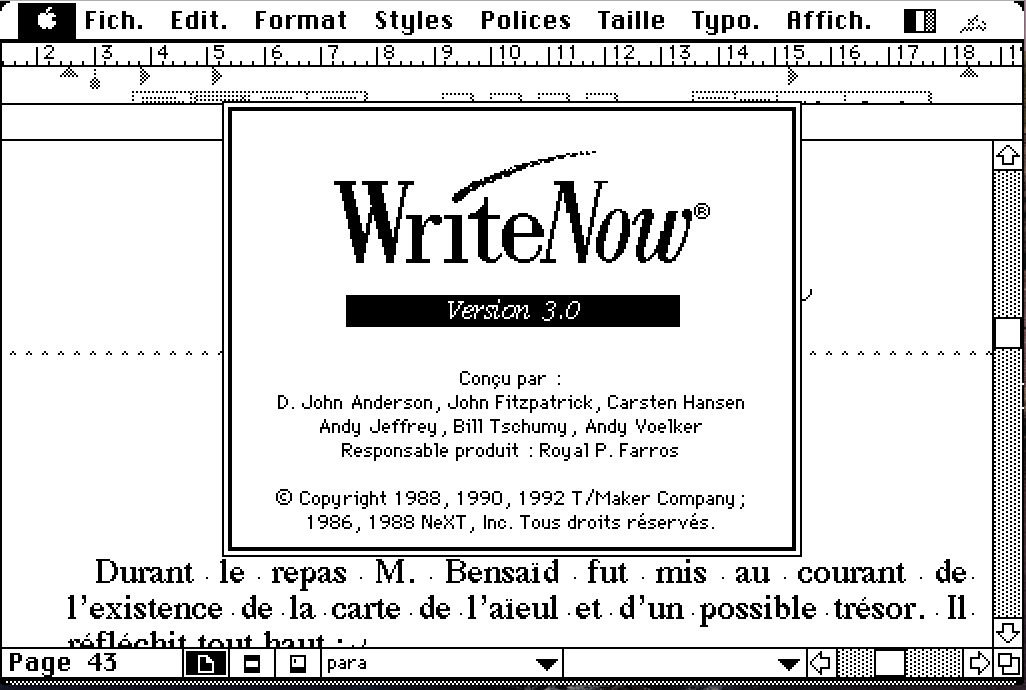 Fich. Edit. Format Styles Polices Taille Typo. Affich.
2 3 4 5 6 7 8 9 10 11 12 13 14 15 16 17 18
WriteNow®
Version 3.0
Conçu par :
D. John Anderson, John Fitzpatrick, Carsten Hansen
Andy Jeffrey, Bill Tschumy, Andy Voelker
Responsable produit : Royal P. Farros
© Copyright 1988, 1990, 1992 T/Maker Company;
1986, 1988 NeXT, Inc. Tous droits réservés.
Durant le repas M. Bensaïd fut mis au courant de
l'existence de la carte de l'aïeul et d'un possible trésor. Il
réfléchit tout haut :
Page 43 para